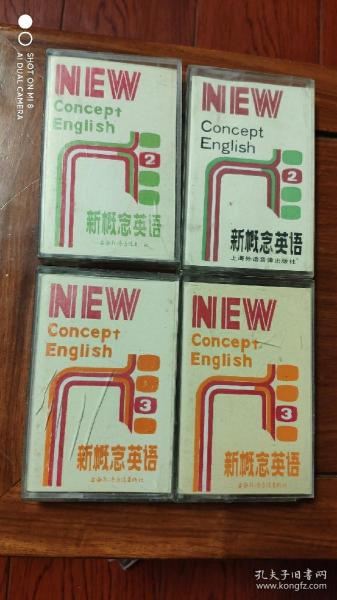 SHOT ON MI 8
AI DUAL CAMERA
NEW
Concept
English
2
新概念英语
NEW
Concept
English
2
新概念英语
上海外语音像出版社
NEW
Concept
English
3
新概念英语
NEW
Concept
English
3
新概念英语
孔夫子旧书网
www.kongfz.com